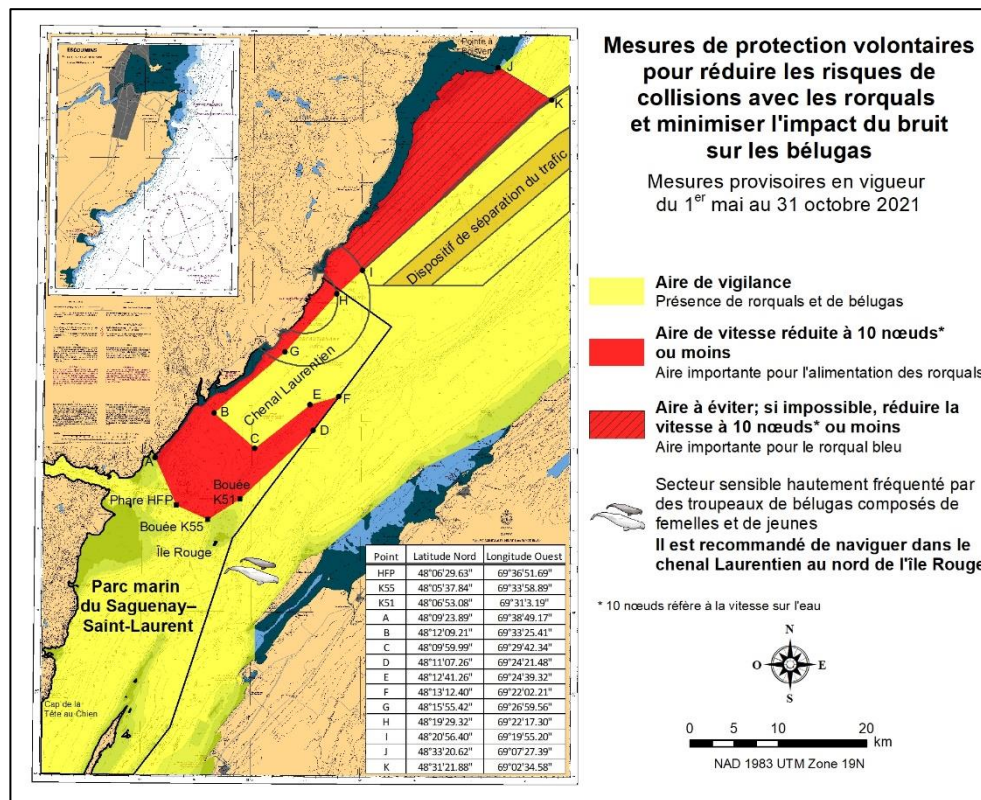 Mesures de protection volontaires
pour réduire les risques de
collisions avec les rorquals
et minimiser l'impact du bruit
sur les bélugas
Mesures provisoires en vigueur
du 1er mai au 31 octobre 2021
Aire de vigilance
Présence de rorquals et de bélugas
Aire de vitesse réduite à 10 nœuds*
ou moins
Aire importante pour l'alimentation des rorquals
Aire à éviter; si impossible, réduire la
vitesse à 10 nœuds* ou moins
Aire importante pour le rorqual bleu
Secteur sensible hautement fréquenté par
des troupeaux de bélugas composés de
femelles et de jeunes
Il est recommandé de naviguer dans le
chenal Laurentien au nord de l'île Rouge
* 10 nœuds réfère à la vitesse sur l'eau
N
O E
S
0 5 10 20
km
NAD 1983 UTM Zone 19N
Pointe à
J
K
Dispositif de séparation du trafic
I
H
G
Chenal Laurentien
E
F
B
D
C
A
Bouée
K51
Phare HFP
Bouée K55
Île Rouge
Parc marin
du Saguenay–
Saint-Laurent
Cap de la
Tête au Chien
Point Latitude Nord Longitude Ouest
HFP 48°06'29.63" 69°36'51.69"
K55 48°05'37.84" 69°33'58.89"
K51 48°06'53.08" 69°31'3.19"
A 48°09'23.89" 69°38'49.17"
B 48°12'09.21" 69°33'25.41"
C 48°09'59.99" 69°29'42.34"
D 48°11'07.26" 69°24'21.48"
E 48°12'41.26" 69°24'39.32"
F 48°13'12.40" 69°22'02.21"
G 48°15'55.42" 69°26'59.56"
H 48°19'29.32" 69°22'17.30"
I 48°20'56.40" 69°19'55.20"
J 48°33'20.62" 69°07'27.39"
K 48°31'21.88" 69°02'34.58"